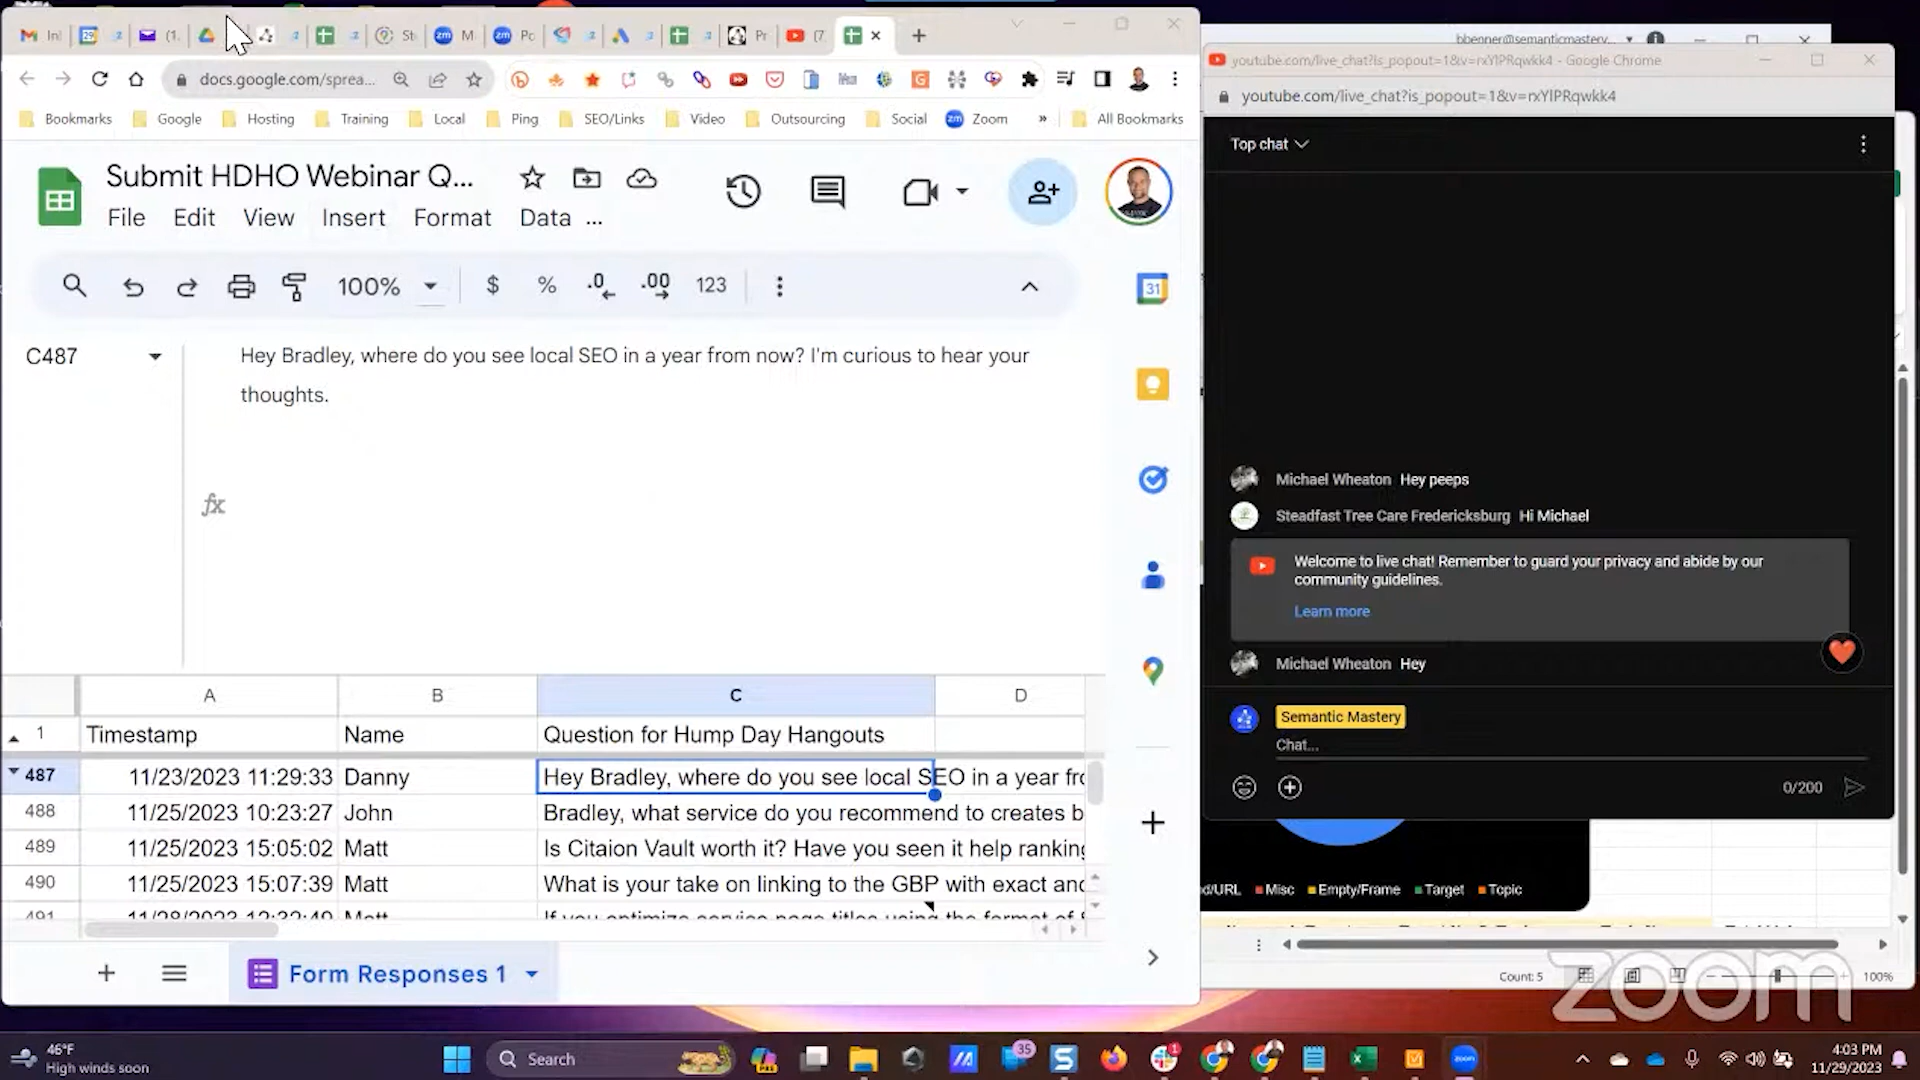 docs.google.com/sprea...
Bookmarks
Google
Hosting
Training
Local
Ping
SEO/Links
Video
Outsourcing
Social
Zoom
»
All Bookmarks
Submit HDHO Webinar Q...
File Edit View Insert Format Data ...
100%
$ % .0 .00 123
C487
Hey Bradley, where do you see local SEO in a year from now? I'm curious to hear your
thoughts.
fx
A B C D
1 Timestamp Name Question for Hump Day Hangouts
487 11/23/2023 11:29:33 Danny Hey Bradley, where do you see local SEO in a year fro
488 11/25/2023 10:23:27 John Bradley, what service do you recommend to creates b
489 11/25/2023 15:05:02 Matt Is Citaion Vault worth it? Have you seen it help ranking
490 11/25/2023 15:07:39 Matt What is your take on linking to the GBP with exact and
Form Responses 1
31
bbenner@semanticmastery...
youtube.com/live_chat?is_popout=1&v=rxYlPRqwkk4 - Google Chrome
youtube.com/live_chat?is_popout=1&v=rxYlPRqwkk4
Top chat
Michael Wheaton Hey peeps
Steadfast Tree Care Fredericksburg Hi Michael
Welcome to live chat! Remember to guard your privacy and abide by our
community guidelines.
Learn more
Michael Wheaton Hey
Semantic Mastery
Chat...
0/200
nd/URL Misc Empty/Frame Target Topic
Count: 5
100%
zoom
46°F
High winds soon
Search
35
4:03 PM
11/29/2023